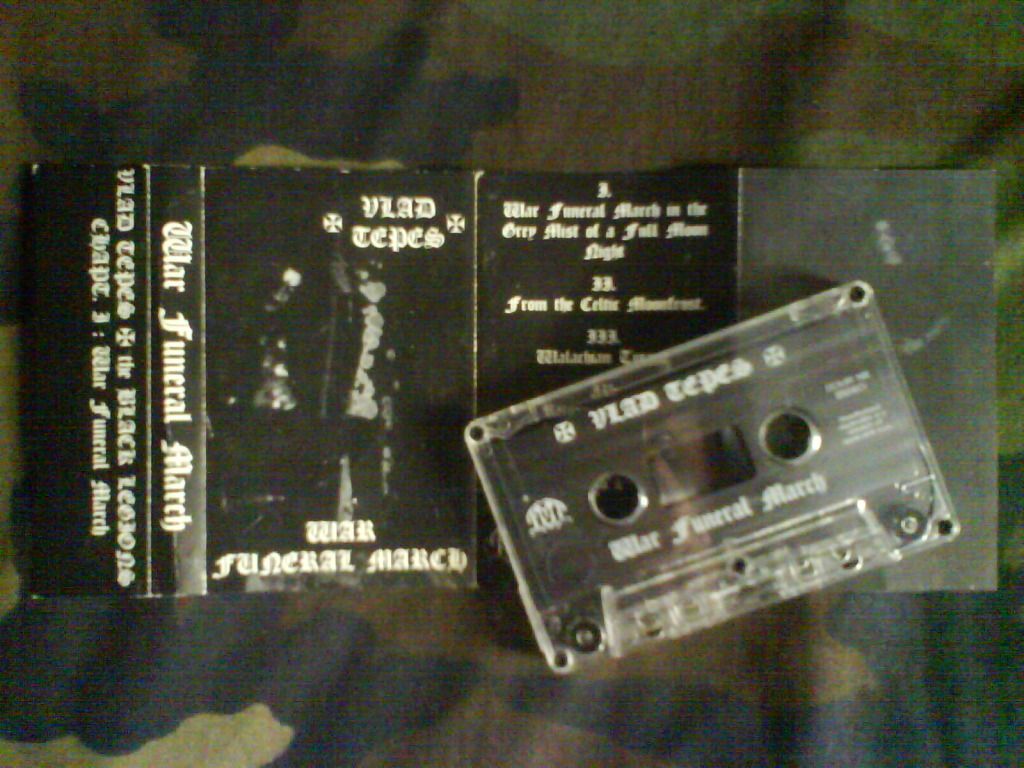 VLAD TEPES ✠ the BLACK LEGIONS
Chapt. I : War Funeral March
War Funeral March
VLAD
✠ TEPES ✠
WAR
FUNERAL MARCH
I.
War Funeral March in the
Grey Mist of a Full Moon
Night
II.
From the Celtic Moonfrost.
III.
Walachian
✠ VLAD TEPES ✠
War Funeral March